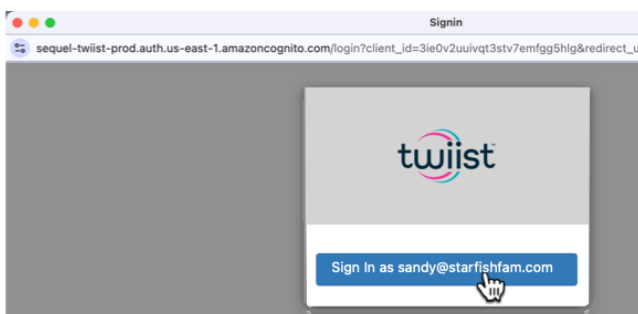 Signin
sequel-twiist-prod.auth.us-east-1.amazoncognito.com/login?client_id=3ie0v2uuivqt3stv7emfgg5hlg&redirect_u
twiist
Sign In as sandy@starfishfam.com